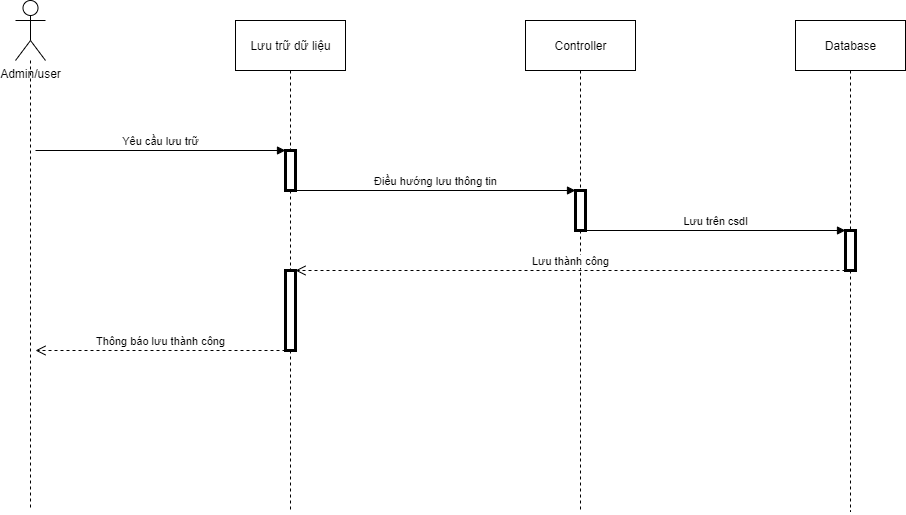 Lưu trữ dữ liệu
Controller
Database
Admin/user
Yêu cầu lưu trữ
Điều hướng lưu thông tin
Lưu trên csdl
Lưu thành công
Thông báo lưu thành công